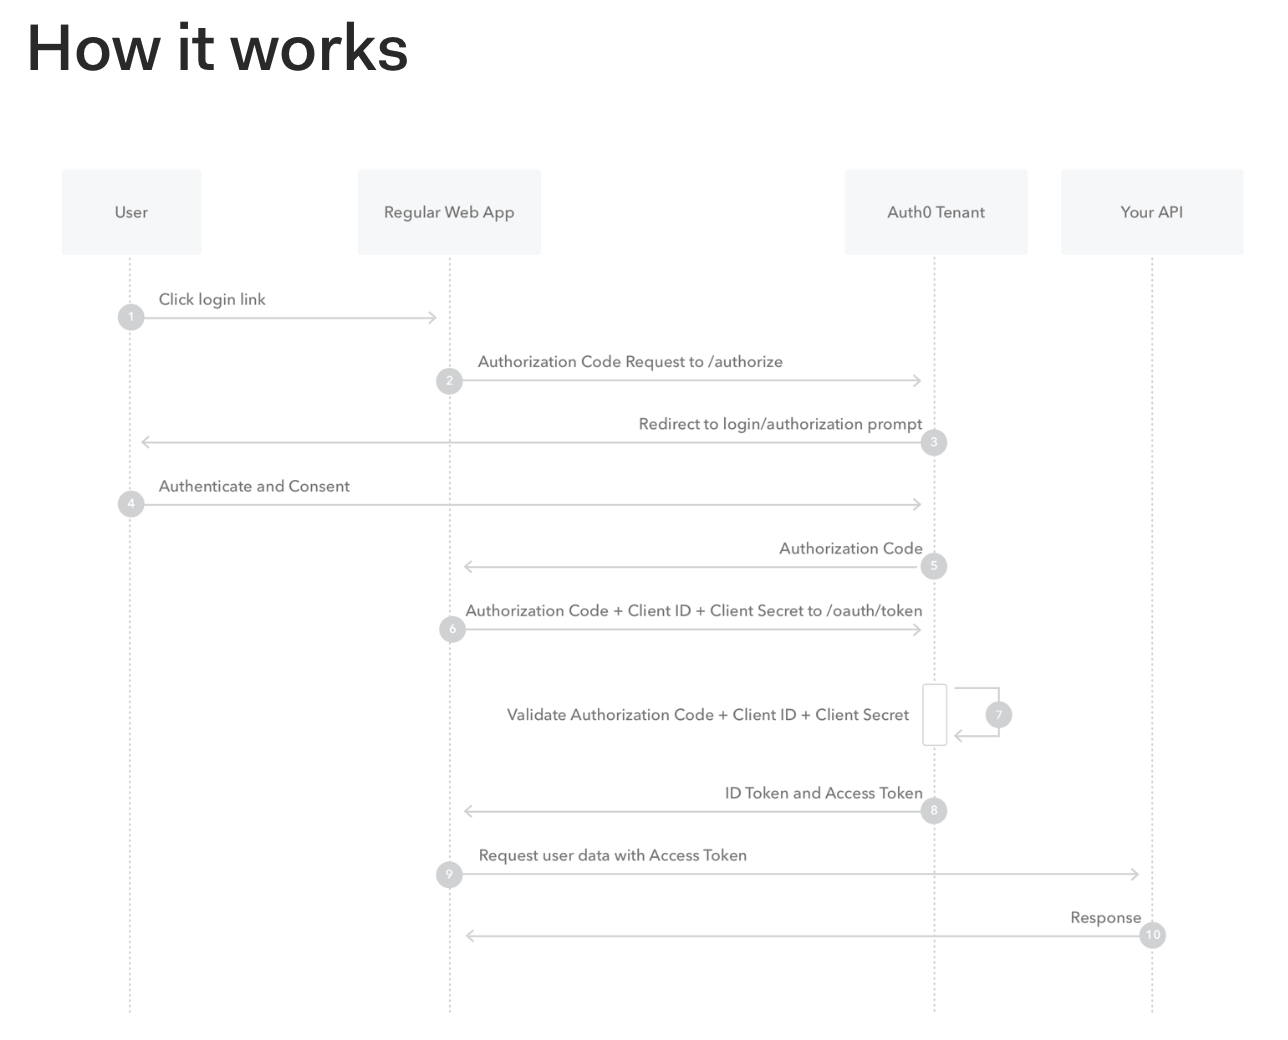 How it works
User
Regular Web App
Auth0 Tenant
Your API
Click login link
1
Authorization Code Request to /authorize
2
Redirect to login/authorization prompt
3
Authenticate and Consent
4
Authorization Code
5
Authorization Code + Client ID + Client Secret to /oauth/token
6
Validate Authorization Code + Client ID + Client Secret
7
ID Token and Access Token
8
Request user data with Access Token
9
Response
10